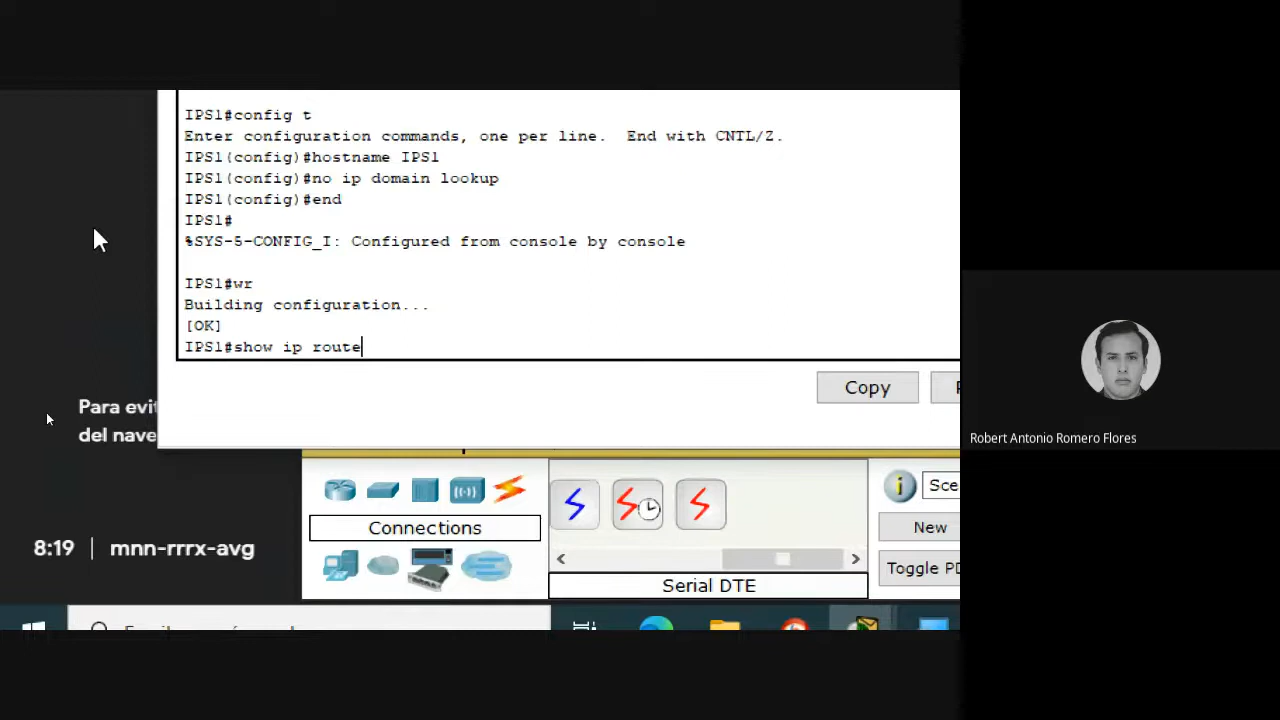 IPS1#config t
Enter configuration commands, one per line.  End with CNTL/Z.
IPS1(config)#hostname IPS1
IPS1(config)#no ip domain lookup
IPS1(config)#end
IPS1#
%SYS-5-CONFIG_I: Configured from console by console
IPS1#wr
Building configuration...
[OK]
IPS1#show ip route
Copy
Para evit
del nave
Robert Antonio Romero Flores
Sce
Connections
New
8:19 | mnn-rrrx-avg
Toggle PD
Serial DTE